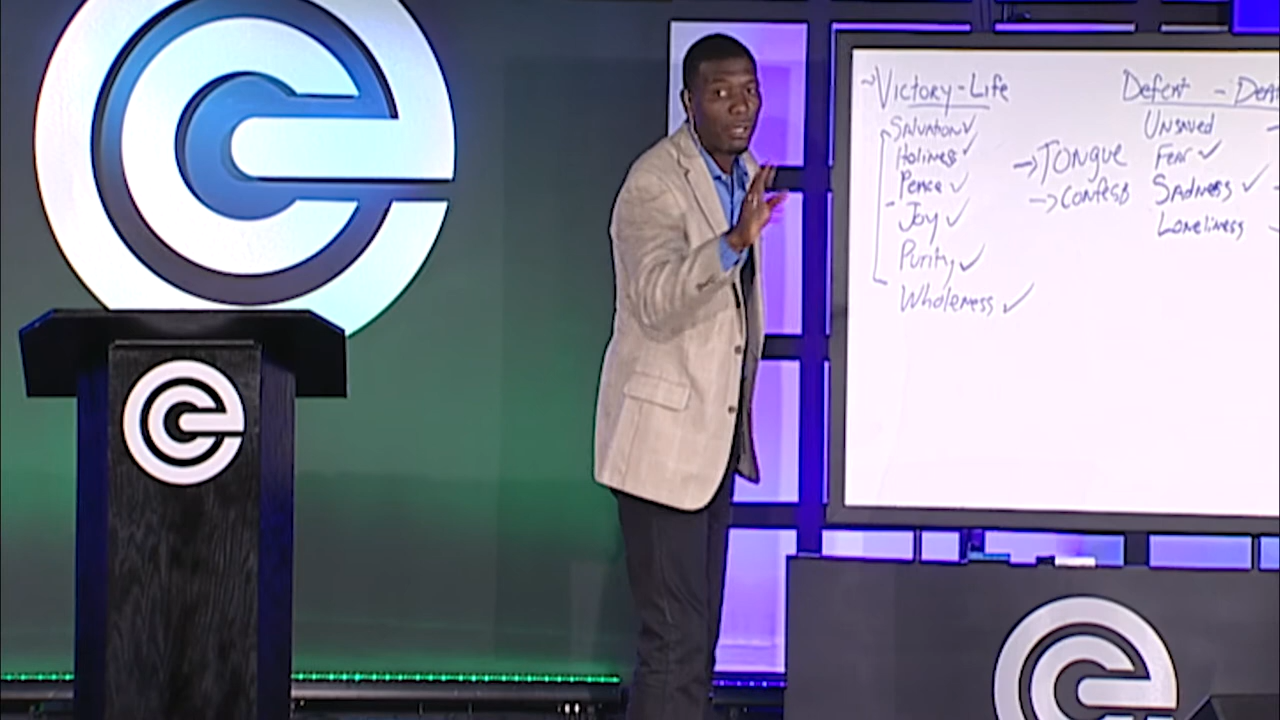 ~Victory-Life
Salvation✓
Holiness✓
Peace ✓
- Joy ✓
Purity ✓
Wholeness ✓
→Tongue
→Confess
Defeat -
Unsaved
Fear ✓
Sadness ✓
Loneliness